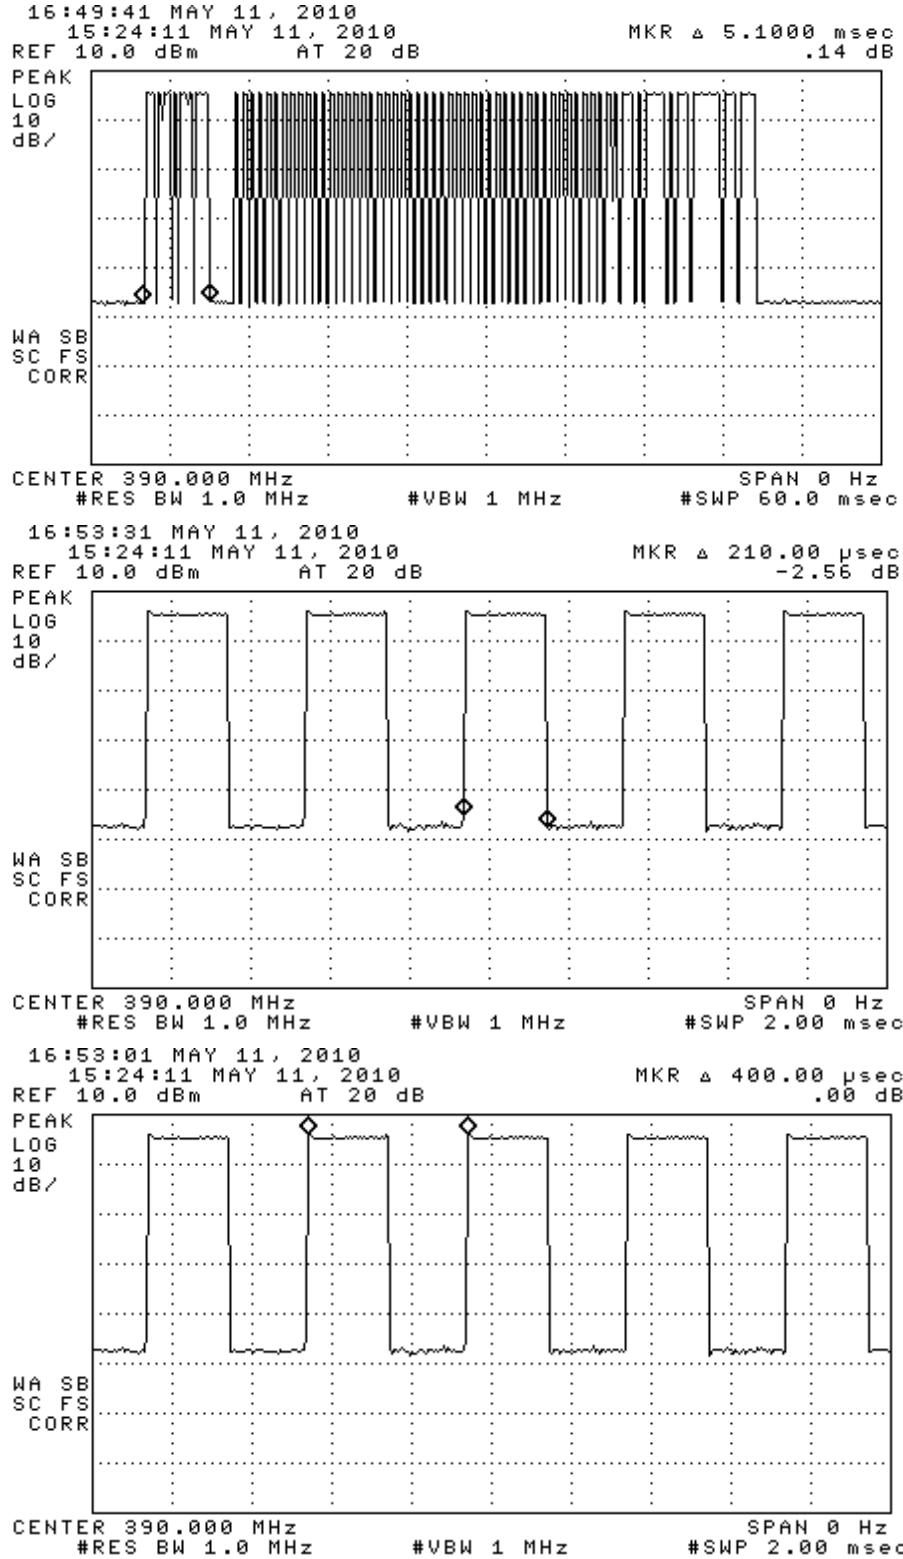 16:49:41 MAY 11, 2010
15:24:11 MAY 11, 2010 MKR Δ 5.1000 msec
REF 10.0 dBm AT 20 dB .14 dB
PEAK
LOG
10
dB/
WA SB
SC FS
CORR
CENTER 390.000 MHz SPAN 0 Hz
#RES BW 1.0 MHz #VBW 1 MHz #SWP 60.0 msec
16:53:31 MAY 11, 2010
15:24:11 MAY 11, 2010 MKR Δ 210.00 μsec
REF 10.0 dBm AT 20 dB -2.56 dB
PEAK
LOG
10
dB/
WA SB
SC FS
CORR
CENTER 390.000 MHz SPAN 0 Hz
#RES BW 1.0 MHz #VBW 1 MHz #SWP 2.00 msec
16:53:01 MAY 11, 2010
15:24:11 MAY 11, 2010 MKR Δ 400.00 μsec
REF 10.0 dBm AT 20 dB .00 dB
PEAK
LOG
10
dB/
WA SB
SC FS
CORR
CENTER 390.000 MHz SPAN 0 Hz
#RES BW 1.0 MHz #VBW 1 MHz #SWP 2.00 msec